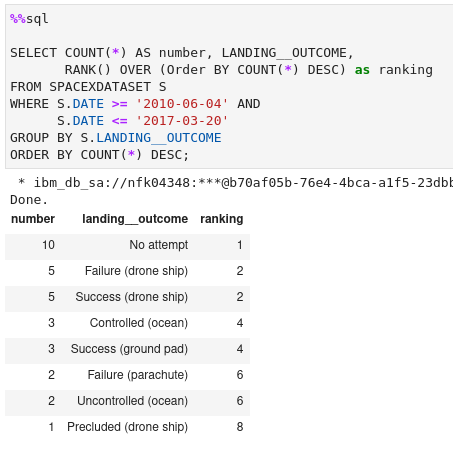 %%sql
SELECT COUNT(*) AS number, LANDING__OUTCOME,
RANK() OVER (Order BY COUNT(*) DESC) as ranking
FROM SPACEXDATASET S
WHERE S.DATE >= '2010-06-04' AND
S.DATE <= '2017-03-20'
GROUP BY S.LANDING__OUTCOME
ORDER BY COUNT(*) DESC;
* ibm_db_sa://nfk04348:***@b70af05b-76e4-4bca-a1f5-23dbb
Done.
number landing__outcome ranking
10 No attempt 1
5 Failure (drone ship) 2
5 Success (drone ship) 2
3 Controlled (ocean) 4
3 Success (ground pad) 4
2 Failure (parachute) 6
2 Uncontrolled (ocean) 6
1 Precluded (drone ship) 8